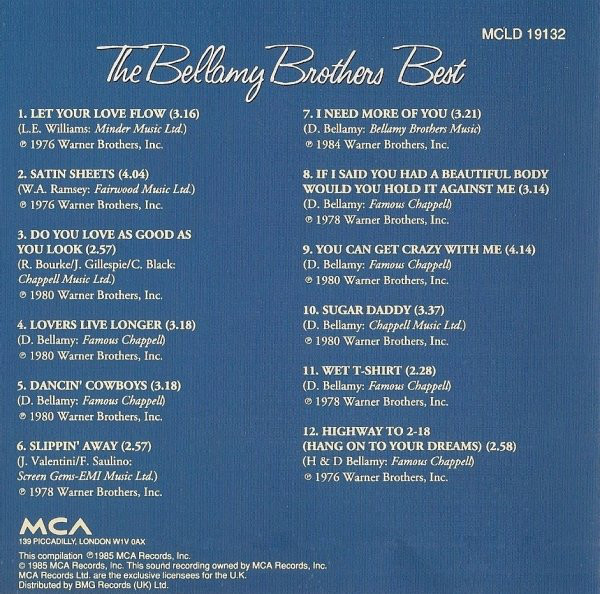 MCLD 19132
The Bellamy Brothers Best
1. LET YOUR LOVE FLOW (3.16)
(L.E. Williams: Minder Music Ltd.)
℗ 1976 Warner Brothers, Inc.
2. SATIN SHEETS (4.04)
(W.A. Ramsey: Fairwood Music Ltd.)
℗ 1976 Warner Brothers, Inc.
3. DO YOU LOVE AS GOOD AS
YOU LOOK (2.57)
(R. Bourke/J. Gillespie/C. Black:
Chappell Music Ltd.)
℗ 1980 Warner Brothers, Inc.
4. LOVERS LIVE LONGER (3.18)
(D. Bellamy: Famous Chappell)
℗ 1980 Warner Brothers, Inc.
5. DANCIN' COWBOYS (3.18)
(D. Bellamy: Famous Chappell)
℗ 1980 Warner Brothers, Inc.
6. SLIPPIN' AWAY (2.57)
(J. Valentini/F. Saulino:
Screen Gems-EMI Music Ltd.)
℗ 1978 Warner Brothers, Inc.
7. I NEED MORE OF YOU (3.21)
(D. Bellamy: Bellamy Brothers Music)
℗ 1984 Warner Brothers, Inc.
8. IF I SAID YOU HAD A BEAUTIFUL BODY
WOULD YOU HOLD IT AGAINST ME (3.14)
(D. Bellamy: Famous Chappell)
℗ 1978 Warner Brothers, Inc.
9. YOU CAN GET CRAZY WITH ME (4.14)
(D. Bellamy: Famous Chappell)
℗ 1980 Warner Brothers, Inc.
10. SUGAR DADDY (3.37)
(D. Bellamy: Chappell Music Ltd.)
℗ 1980 Warner Brothers, Inc.
11. WET T-SHIRT (2.28)
(D. Bellamy: Famous Chappell)
℗ 1978 Warner Brothers, Inc.
12. HIGHWAY TO 2-18
(HANG ON TO YOUR DREAMS) (2.58)
(H & D Bellamy: Famous Chappell)
℗ 1976 Warner Brothers, Inc.
MCA
139 PICCADILLY, LONDON W1V 0AX
This compilation ℗1985 MCA Records, Inc.
© 1985 MCA Records, Inc. This sound recording owned by MCA Records, Inc.
MCA Records Ltd. are the exclusive licensees for the U.K.
Distributed by BMG Records (UK) Ltd.